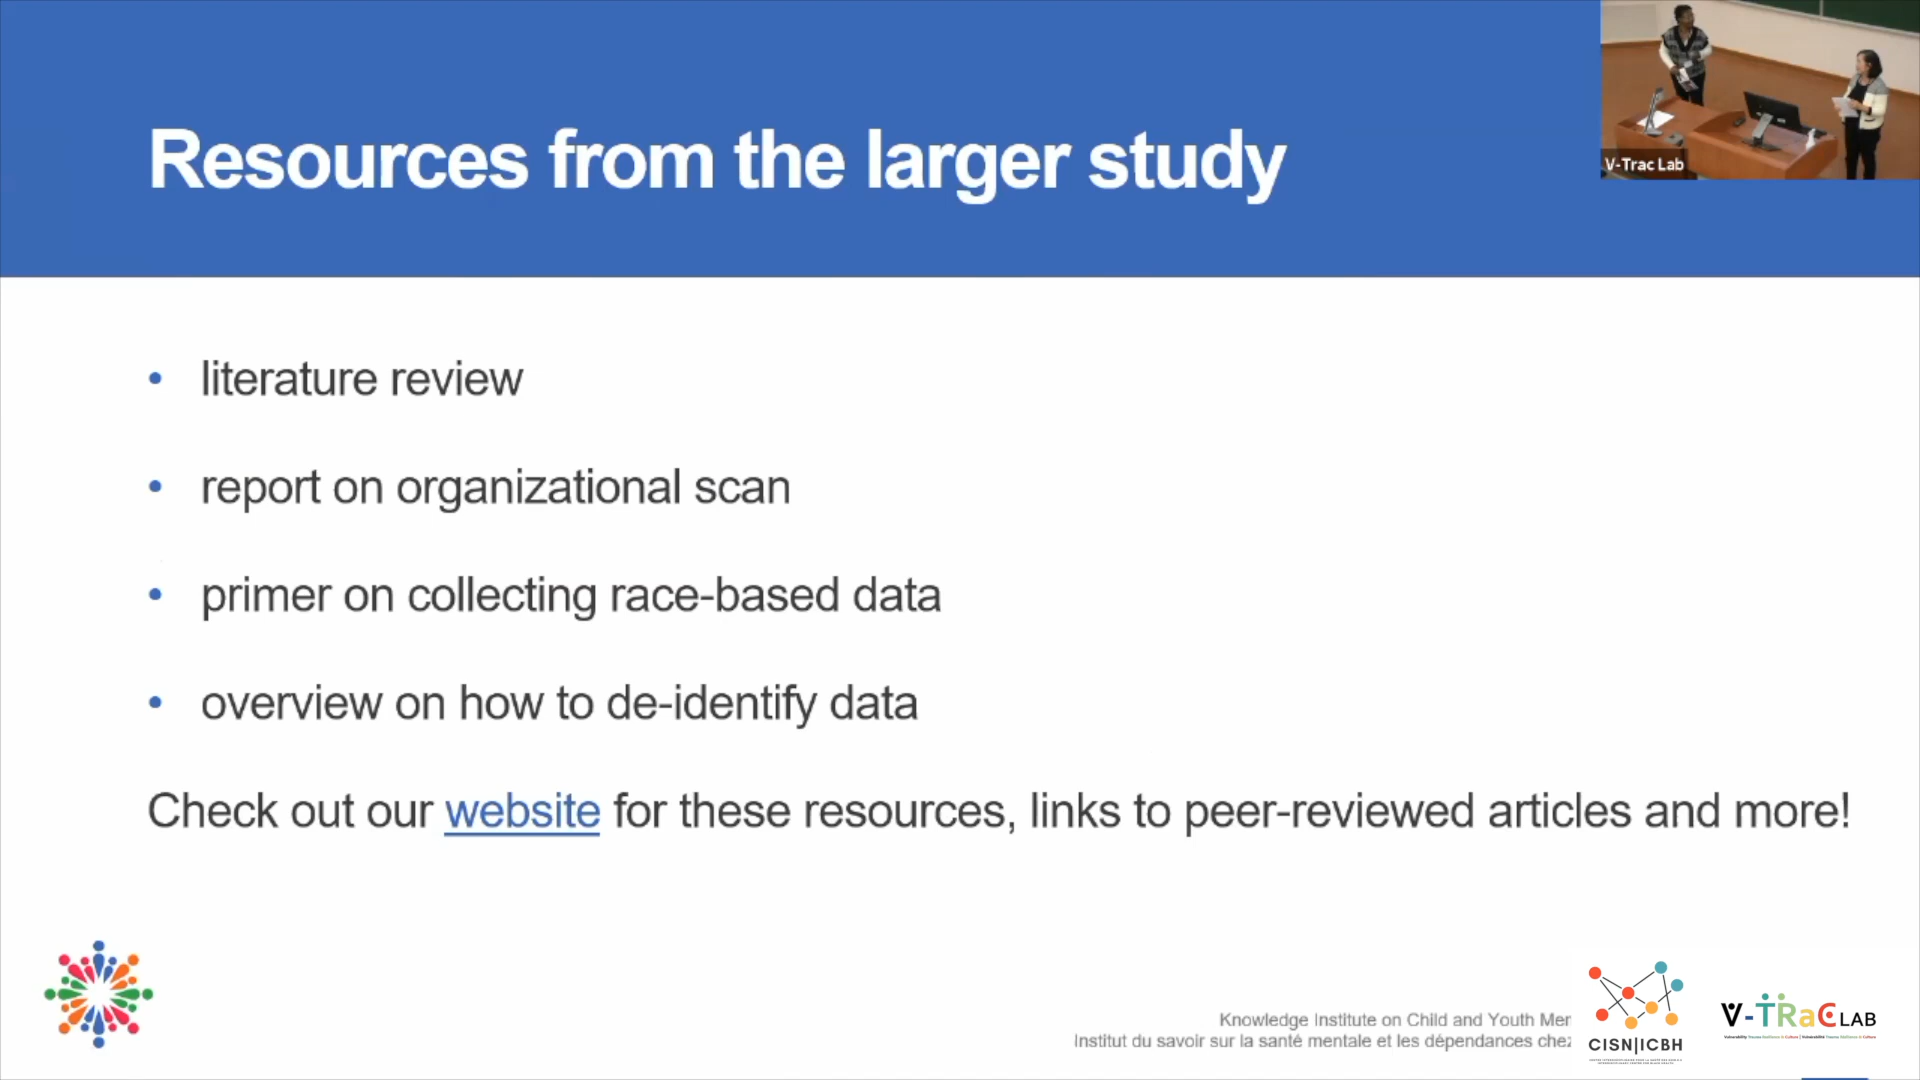 Resources from the larger study
V-Trac Lab
• literature review
• report on organizational scan
• primer on collecting race-based data
• overview on how to de-identify data
Check out our website for these resources, links to peer-reviewed articles and more!
Knowledge Institute on Child and Youth Men
Institut du savoir sur la santé mentale et les dépendances chez
CISN|ICBH
V-TRaC LAB